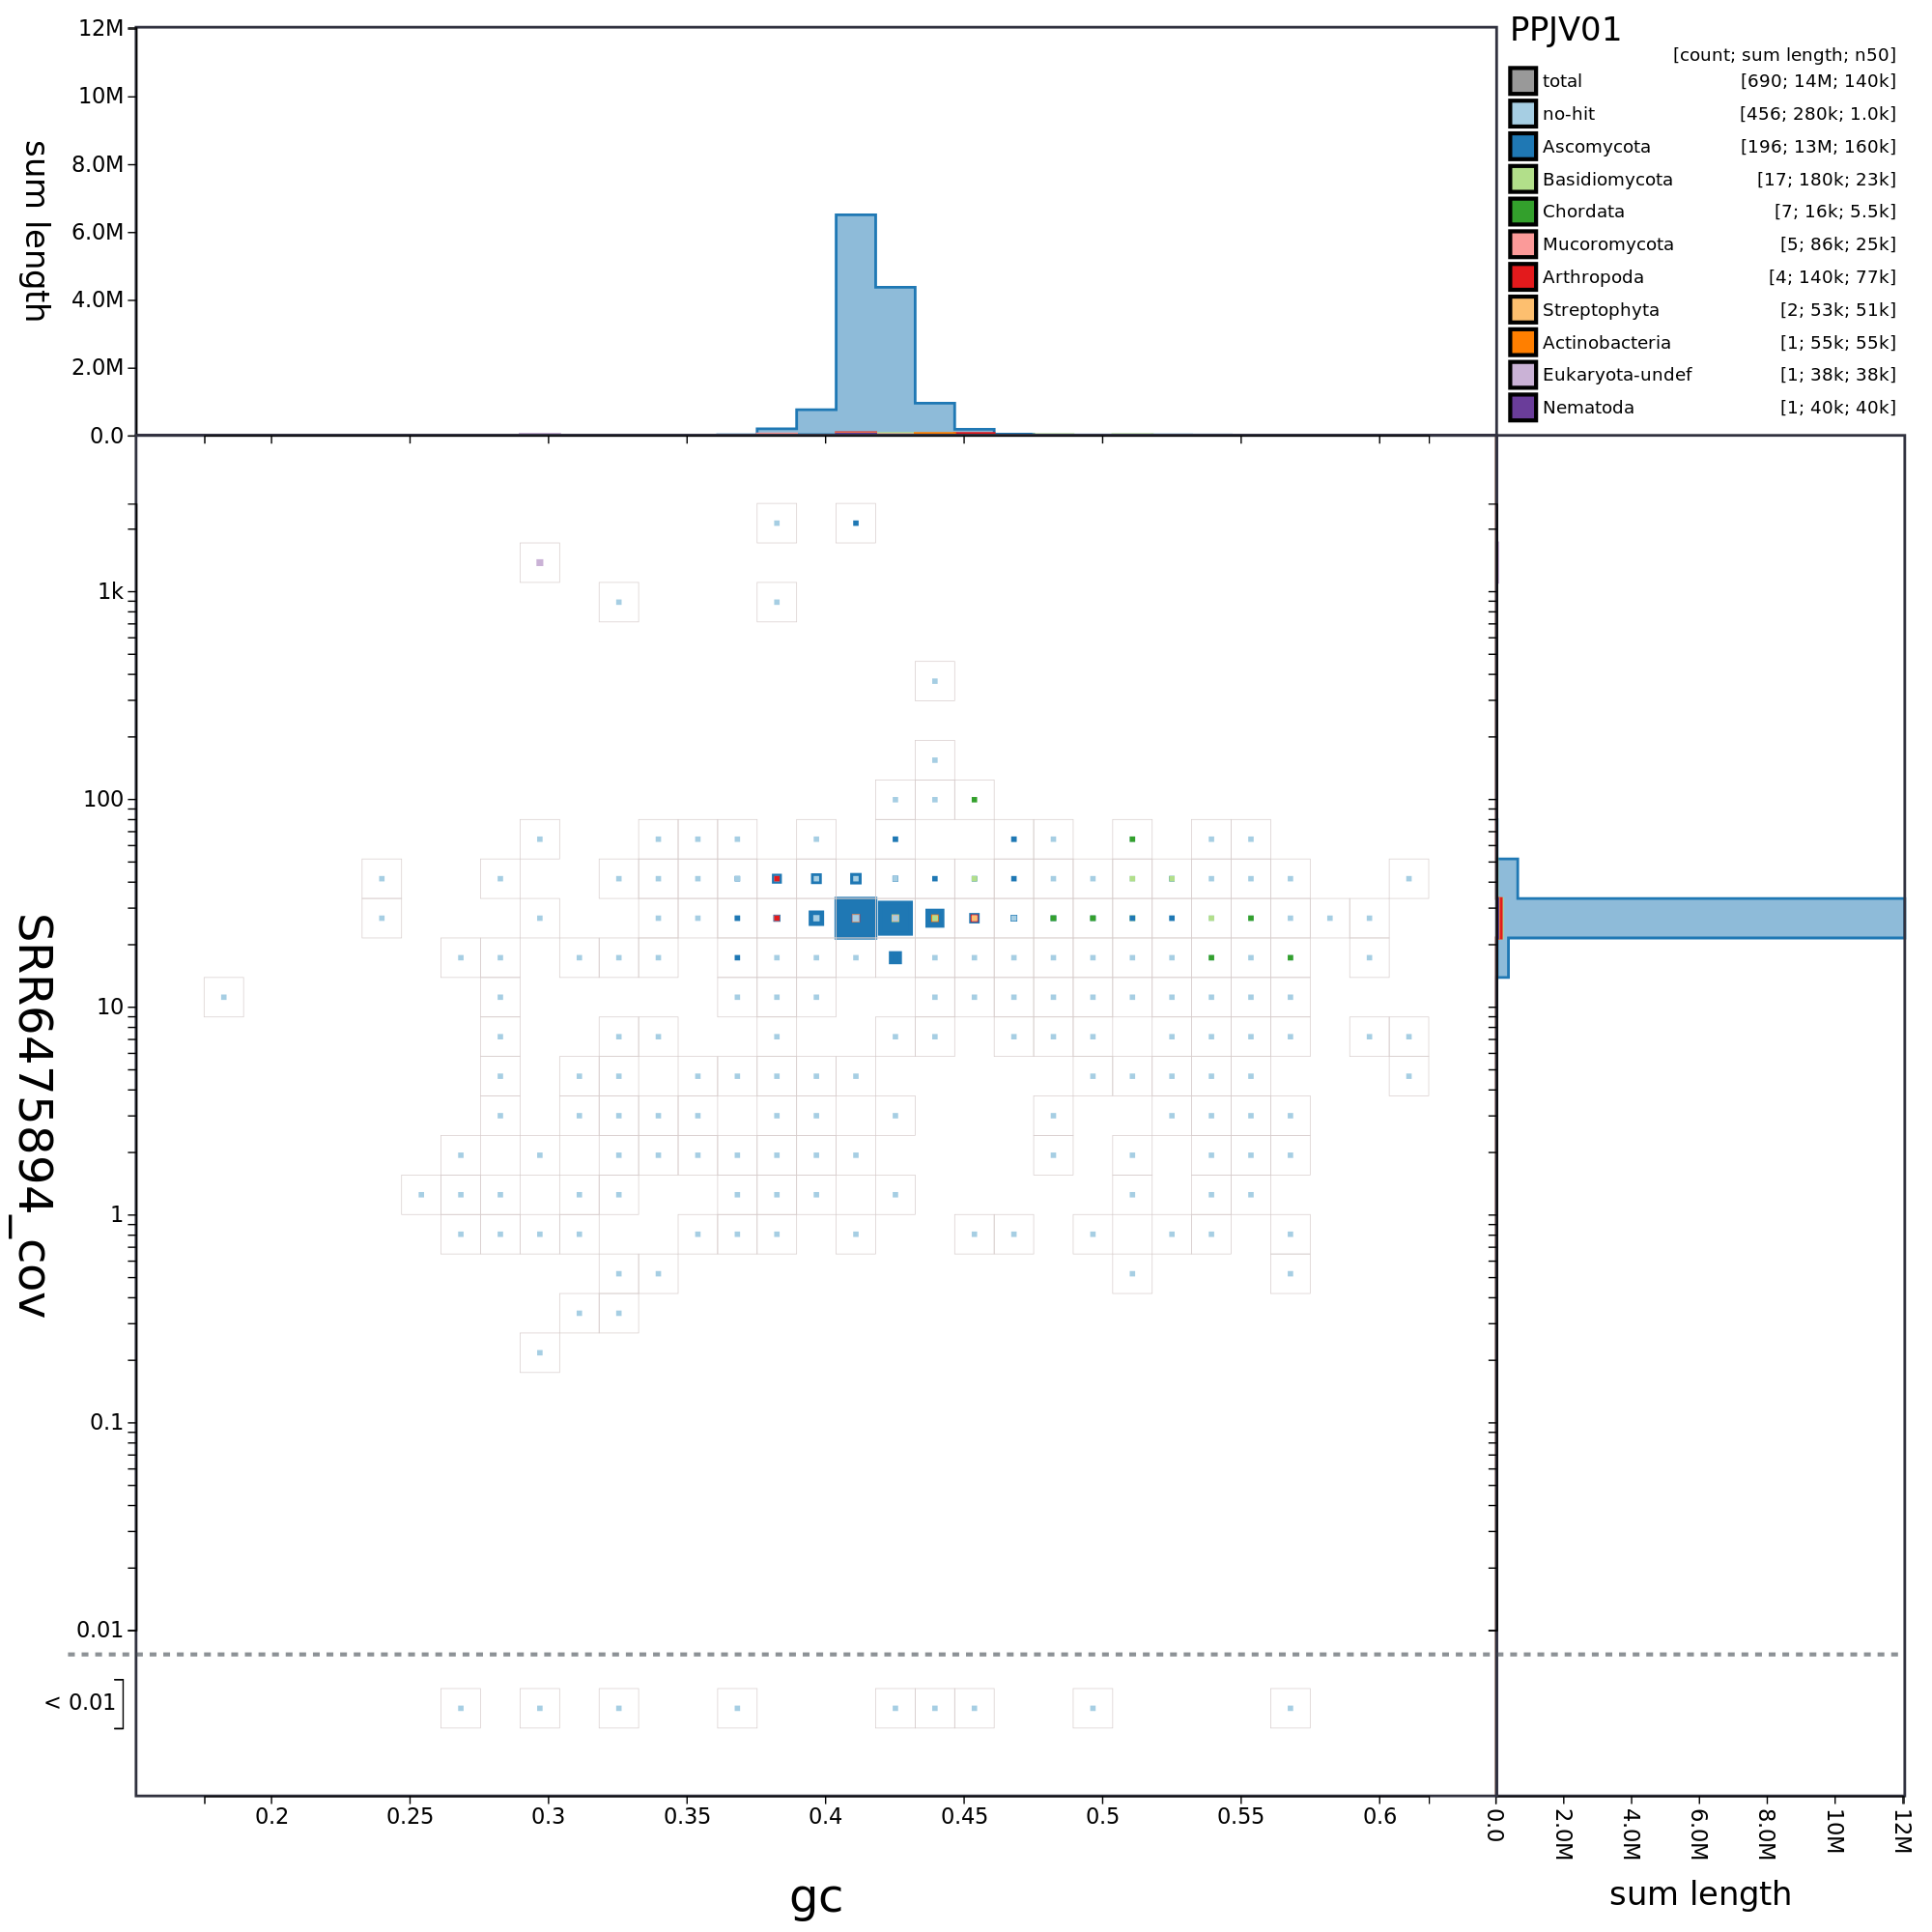 PPJV01
[count; sum length; n50]
total [690; 14M; 140k]
no-hit [456; 280k; 1.0k]
Ascomycota [196; 13M; 160k]
Basidiomycota [17; 180k; 23k]
Chordata [7; 16k; 5.5k]
Mucoromycota [5; 86k; 25k]
Arthropoda [4; 140k; 77k]
Streptophyta [2; 53k; 51k]
Actinobacteria [1; 55k; 55k]
Eukaryota-undef [1; 38k; 38k]
Nematoda [1; 40k; 40k]
sum length
12M
10M
8.0M
6.0M
4.0M
2.0M
0.0
SRR6475894_cov
1k
100
10
1
0.1
0.01
< 0.01
0.2 0.25 0.3 0.35 0.4 0.45 0.5 0.55 0.6
gc
0.0 2.0M 4.0M 6.0M 8.0M 10M 12M
sum length